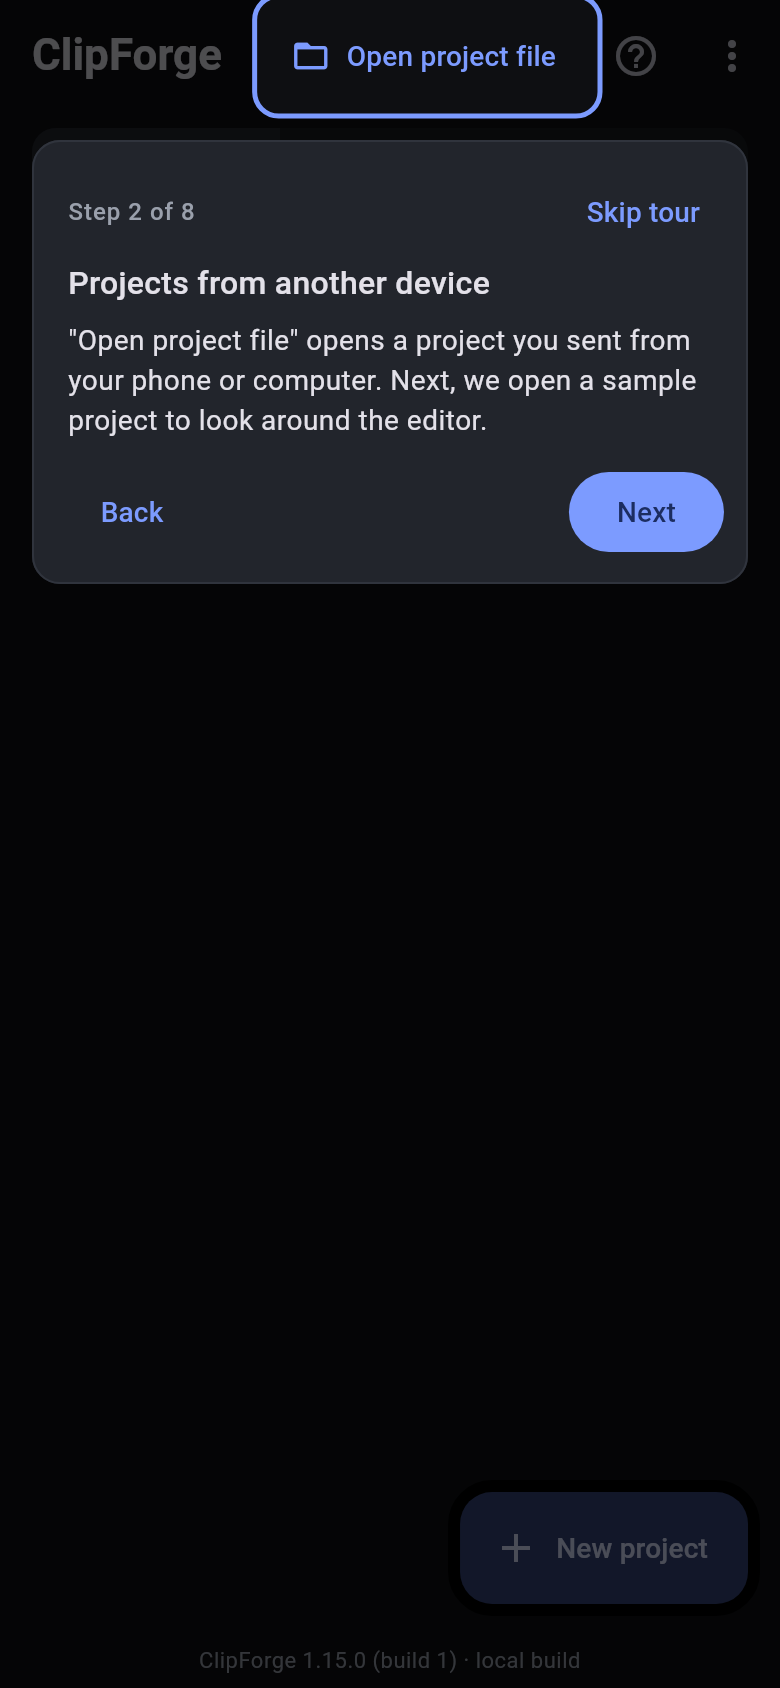 ClipForge
Open project file
Step 2 of 8
Skip tour
Projects from another device
"Open project file" opens a project you sent from
your phone or computer. Next, we open a sample
project to look around the editor.
Back
Next
New project
ClipForge 1.15.0 (build 1) · local build